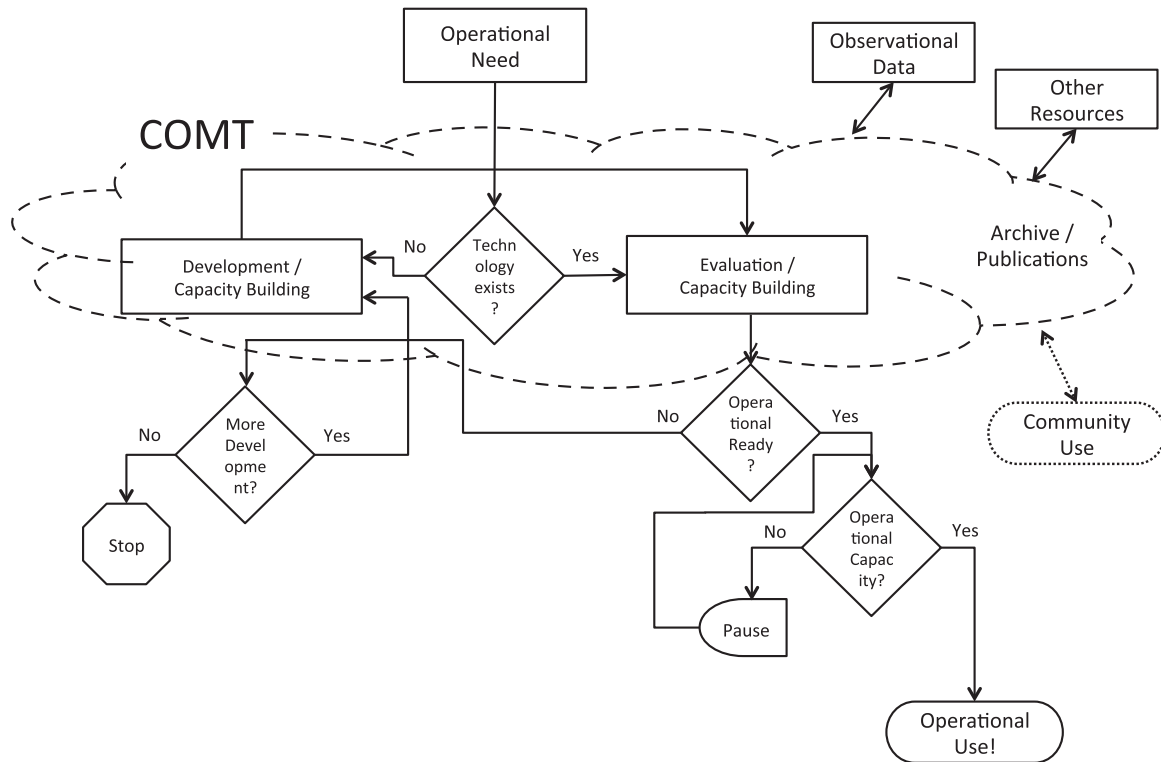 Operational
Need
Observational
Data
Other
Resources
COMT
Archive /
Publications
Development /
Capacity Building
No
Techn
ology
exists
?
Yes
Evaluation /
Capacity Building
Community
Use
No
More
Devel
opme
nt?
Yes
No
Opera
tional
Ready
?
Yes
Stop
No
Opera
tional
Capac
ity?
Yes
Pause
Operational
Use!